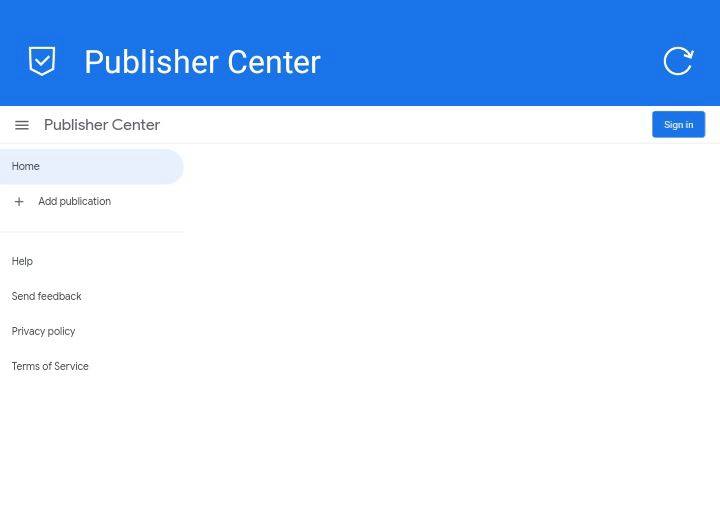 Publisher Center
Publisher Center
Sign in
Home
Add publication
Help
Send feedback
Privacy policy
Terms of Service